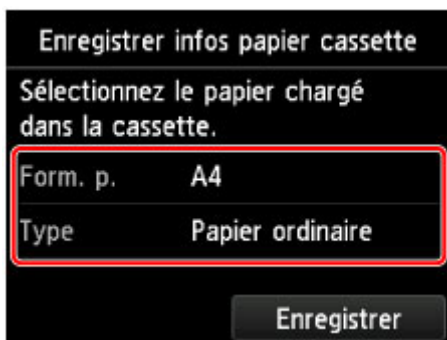 Enregistrer infos papier cassette
Sélectionnez le papier chargé
dans la cassette.
Form. p. A4
Type Papier ordinaire
Enregistrer